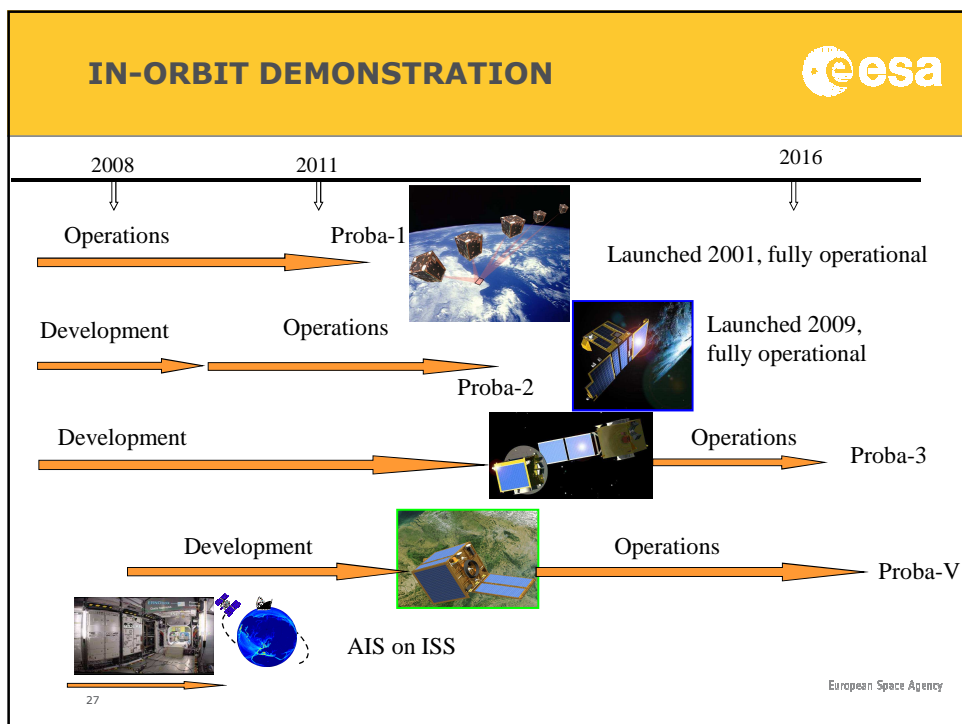 IN-ORBIT DEMONSTRATION
esa
2008
2011
2016
Operations
Proba-1
Launched 2001, fully operational
Development
Operations
Proba-2
Launched 2009,
fully operational
Development
Operations
Proba-3
Development
Operations
Proba-V
AIS on ISS
27
European Space Agency